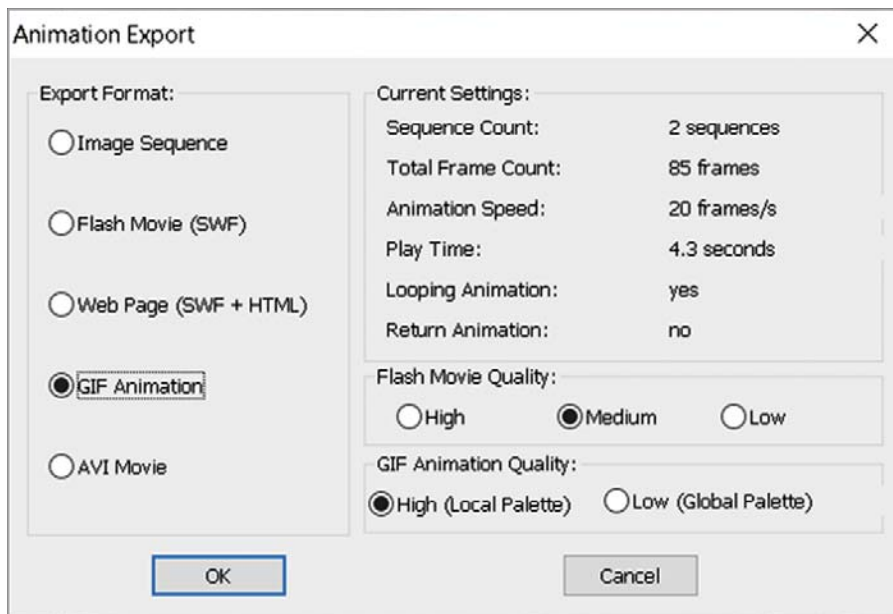 Animation Export
Export Format:
Image Sequence
Flash Movie (SWF)
Web Page (SWF + HTML)
GIF Animation
AVI Movie
Current Settings:
Sequence Count: 2 sequences
Total Frame Count: 85 frames
Animation Speed: 20 frames/s
Play Time: 4.3 seconds
Looping Animation: yes
Return Animation: no
Flash Movie Quality:
High Medium Low
GIF Animation Quality:
High (Local Palette) Low (Global Palette)
OK Cancel